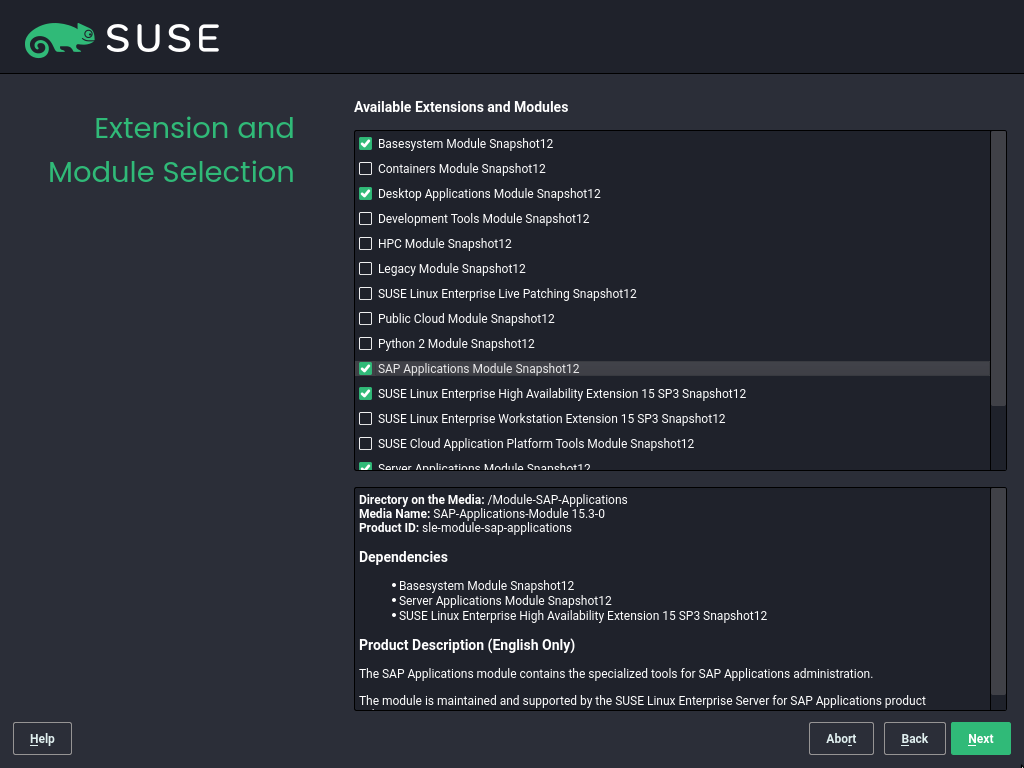 SUSE
Extension and
Module Selection
Available Extensions and Modules
Basesystem Module Snapshot12
Containers Module Snapshot12
Desktop Applications Module Snapshot12
Development Tools Module Snapshot12
HPC Module Snapshot12
Legacy Module Snapshot12
SUSE Linux Enterprise Live Patching Snapshot12
Public Cloud Module Snapshot12
Python 2 Module Snapshot12
SAP Applications Module Snapshot12
SUSE Linux Enterprise High Availability Extension 15 SP3 Snapshot12
SUSE Linux Enterprise Workstation Extension 15 SP3 Snapshot12
SUSE Cloud Application Platform Tools Module Snapshot12
Server Applications Module Snapshot12
Directory on the Media: /Module-SAP-Applications
Media Name: SAP-Applications-Module 15.3-0
Product ID: sle-module-sap-applications
Dependencies
• Basesystem Module Snapshot12
• Server Applications Module Snapshot12
• SUSE Linux Enterprise High Availability Extension 15 SP3 Snapshot12
Product Description (English Only)
The SAP Applications module contains the specialized tools for SAP Applications administration.
The module is maintained and supported by the SUSE Linux Enterprise Server for SAP Applications product
Help Abort Back Next